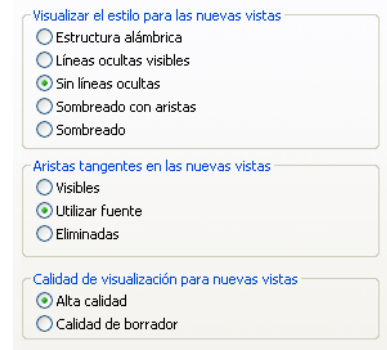 Visualizar el estilo para las nuevas vistas
Estructura alámbrica
Líneas ocultas visibles
Sin líneas ocultas
Sombreado con aristas
Sombreado
Aristas tangentes en las nuevas vistas
Visibles
Utilizar fuente
Eliminadas
Calidad de visualización para nuevas vistas
Alta calidad
Calidad de borrador